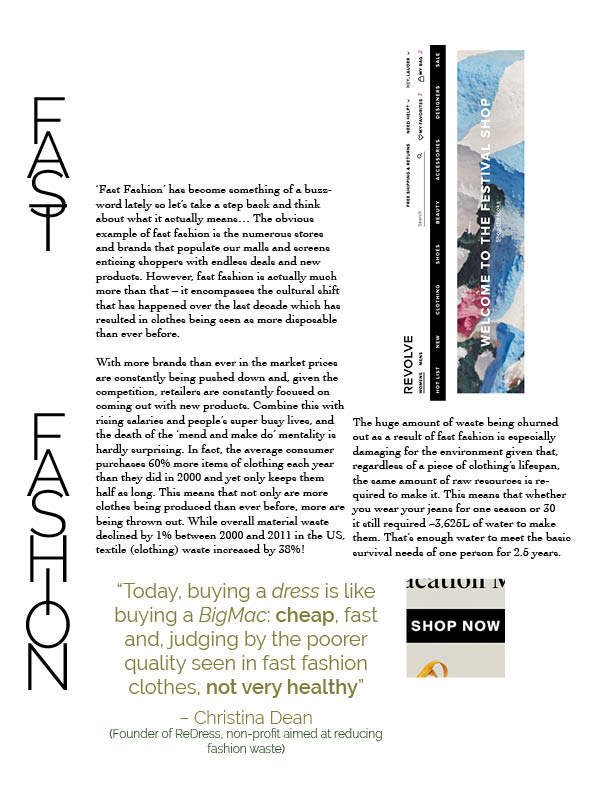 FAST
FASHION
‘Fast Fashion’ has become something of a buzz-
word lately so let’s take a step back and think
about what it actually means… The obvious
example of fast fashion is the numerous stores
and brands that populate our malls and screens
enticing shoppers with endless deals and new
products. However, fast fashion is actually much
more than that – it encompasses the cultural shift
that has happened over the last decade which has
resulted in clothes being seen as more disposable
than ever before.
With more brands than ever in the market prices
are constantly being pushed down and, given the
competition, retailers are constantly focused on
coming out with new products. Combine this with
rising salaries and people’s super busy lives, and
the death of the ‘mend and make do’ mentality is
hardly surprising. In fact, the average consumer
purchases 60% more items of clothing each year
than they did in 2000 and yet only keeps them
half as long. This means that not only are more
clothes being produced than ever before, more are
being thrown out. While overall material waste
declined by 1% between 2000 and 2011 in the US,
textile (clothing) waste increased by 38%!
REVOLVE
WOMENS MENS
FREE SHIPPING & RETURNS NEED HELP? HEY, LAUDER
Search
MY FAVORITES 7 MY BAG 2
HOT LIST NEW CLOTHING SHOES BEAUTY ACCESSORIES DESIGNERS SALE
WELCOME TO THE FESTIVAL SHOP
The huge amount of waste being churned
out as a result of fast fashion is especially
damaging for the environment given that,
regardless of a piece of clothing’s lifespan,
the same amount of raw resources is re-
quired to make it. This means that whether
you wear your jeans for one season or 30
it still required ~3,625L of water to make
them. That’s enough water to meet the basic
survival needs of one person for 2.5 years.
SHOP NOW
“Today, buying a dress is like
buying a BigMac: cheap, fast
and, judging by the poorer
quality seen in fast fashion
clothes, not very healthy”
– Christina Dean
(Founder of ReDress, non-profit aimed at reducing
fashion waste)